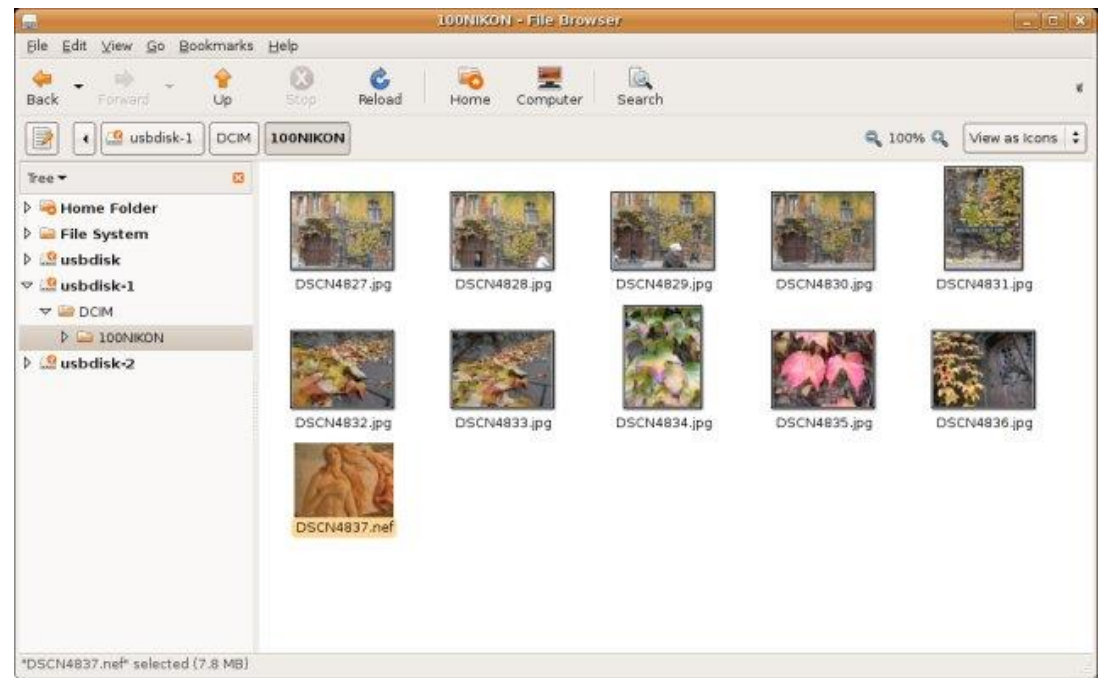 100NIKON - File Browser
File Edit View Go Bookmarks Help
Back Forward Up Stop Reload Home Computer Search
usbdisk-1 DCIM 100NIKON 100% View as Icons
Tree
Home Folder
File System
usbdisk
usbdisk-1
DCIM
100NIKON
usbdisk-2
DSCN4827.jpg DSCN4828.jpg DSCN4829.jpg DSCN4830.jpg DSCN4831.jpg
DSCN4832.jpg DSCN4833.jpg DSCN4834.jpg DSCN4835.jpg DSCN4836.jpg
DSCN4837.nef
"DSCN4837.nef" selected (7.8 MB)